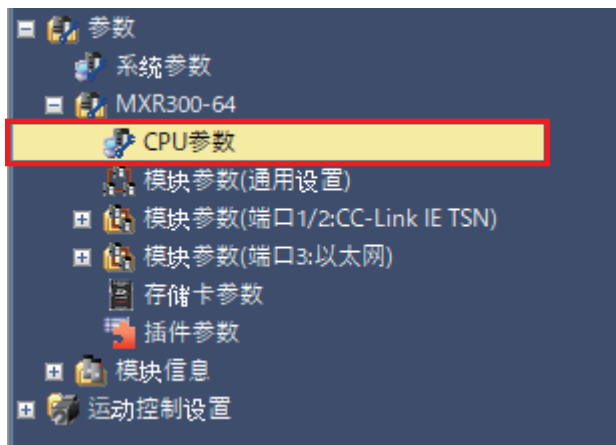 参数
系统参数
MXR300-64
CPU参数
模块参数(通用设置)
模块参数(端口1/2:CC-Link IE TSN)
模块参数(端口3:以太网)
存储卡参数
插件参数
模块信息
运动控制设置